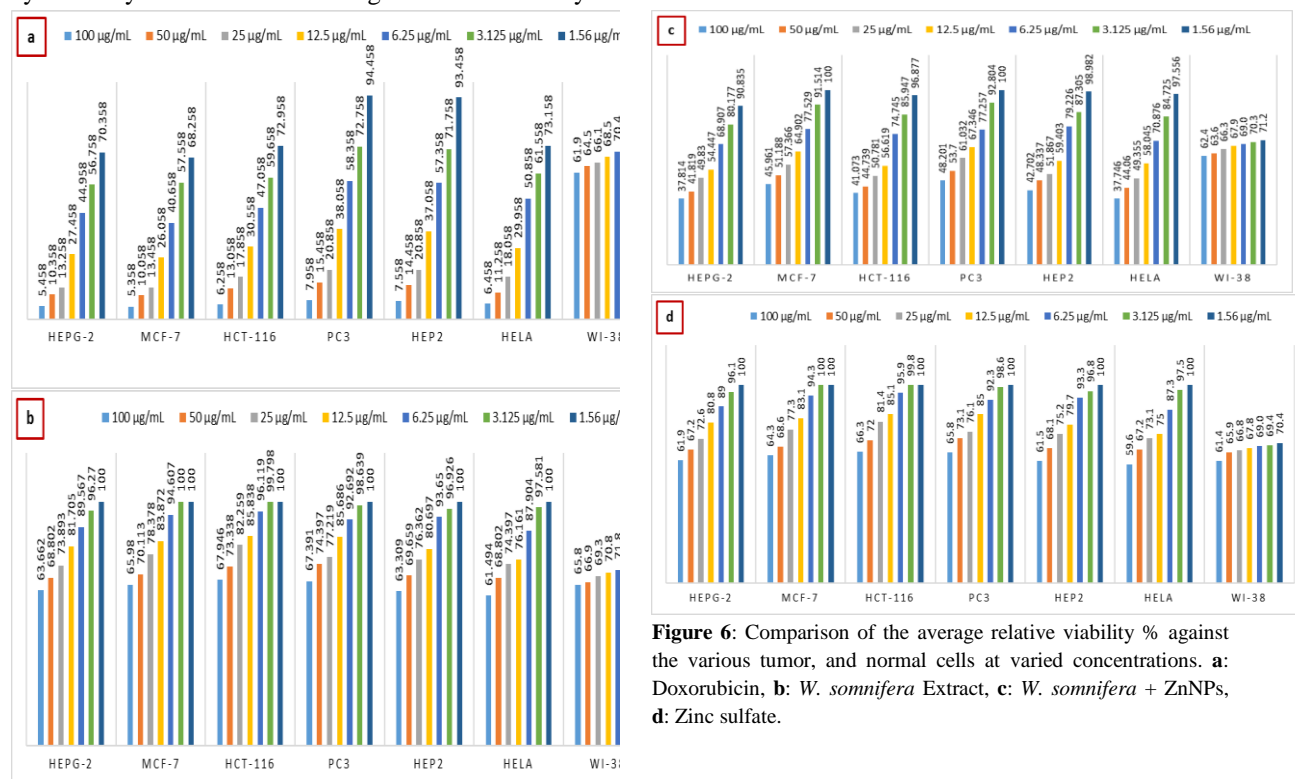 a
100 µg/mL 50 µg/mL 25 µg/mL 12.5 µg/mL 6.25 µg/mL 3.125 µg/mL
5.458 10.358 13.258 27.458 44.958 56.758 70.358
5.358 10.058 13.458 26.058 40.658 57.558 68.258
6.258 13.058 17.858 30.558 47.058 59.658 72.958
7.958 15.458 20.858 38.058 58.358 72.758 94.458
7.558 14.458 20.858 37.058 57.358 71.758 93.458
6.458 11.258 18.058 29.958 50.858 61.558 73.158
61.9 64.5 66.1 68.5 70.4
HEPG-2 MCF-7 HCT-116 PC3 HEP2 HELA WI-38
b
100 µg/mL 50 µg/mL 25 µg/mL 12.5 µg/mL 6.25 µg/mL 3.125 µg/mL 1.56 µg/
63.662 68.802 73.893 81.705 89.567 96.227 100
65.98 70.113 78.378 83.872 94.607 100 100
67.946 73.338 82.259 85.838 96.119 99.798 100
67.391 74.397 77.219 85.686 92.692 98.639 100
63.309 69.659 76.362 80.697 93.65 96.926 100
61.494 68.802 74.397 76.161 87.904 97.581 100
65.8 66.9 69.3 70.8 71.8
HEPG-2 MCF-7 HCT-116 PC3 HEP2 HELA WI-3
c
100 µg/mL 50 µg/mL 25 µg/mL 12.5 µg/mL 6.25 µg/mL 3.125 µg/mL 1.56 µg/mL
37.814 41.819 49.83 54.447 68.907 80.177 90.835
45.961 51.188 57.366 64.902 77.529 91.514 100
41.073 44.739 50.781 56.619 74.745 85.947 96.877
48.201 53.7 61.032 67.346 77.257 92.804 100
42.702 48.337 51.867 59.403 79.226 87.305 98.982
37.746 44.06 49.355 58.045 70.876 84.725 97.556
62.4 63.6 66.3 67.9 69.0 70.3 71.2
HEPG-2 MCF-7 HCT-116 PC3 HEP2 HELA WI-38
d
100 µg/mL 50 µg/mL 25 µg/mL 12.5 µg/mL 6.25 µg/mL 3.125 µg/mL 1.56 µg/mL
61.9 67.2 72.6 80.8 89 96.1 100
64.3 68.6 77.3 83.1 94.3 100 100
66.3 72 81.4 85.1 95.9 99.8 100
65.8 73.1 76.1 85 92.3 98.6 100
61.5 68.1 75.2 79.7 93.3 96.8 100
59.6 67.2 73.1 75 87.3 97.5 100
61.4 65.9 66.8 67.8 69.0 69.4 70.4
HEPG-2 MCF-7 HCT-116 PC3 HEP2 HELA WI-38
Figure 6: Comparison of the average relative viability % against
the various tumor, and normal cells at varied concentrations. a:
Doxorubicin, b: W. somnifera Extract, c: W. somnifera + ZnNPs,
d: Zinc sulfate.